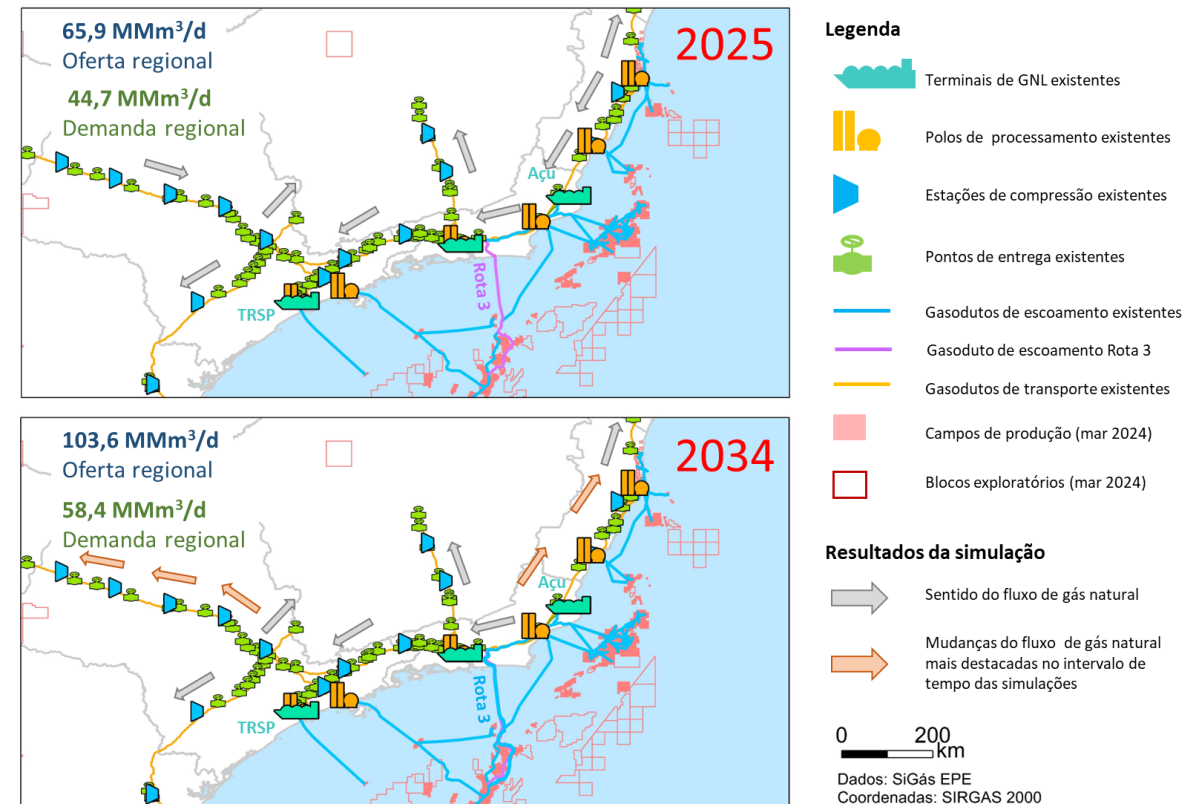 65,9 MMm³/d
Oferta regional
44,7 MMm³/d
Demanda regional
2025
Açu
TRSP
Rota 3
103,6 MMm³/d
Oferta regional
58,4 MMm³/d
Demanda regional
2034
Açu
TRSP
Rota 3
Legenda
Terminais de GNL existentes
Polos de processamento existentes
Estações de compressão existentes
Pontos de entrega existentes
Gasodutos de escoamento existentes
Gasoduto de escoamento Rota 3
Gasodutos de transporte existentes
Campos de produção (mar 2024)
Blocos exploratórios (mar 2024)
Resultados da simulação
Sentido do fluxo de gás natural
Mudanças do fluxo de gás natural
mais destacadas no intervalo de
tempo das simulações
0 200
km
Dados: SiGás EPE
Coordenadas: SIRGAS 2000